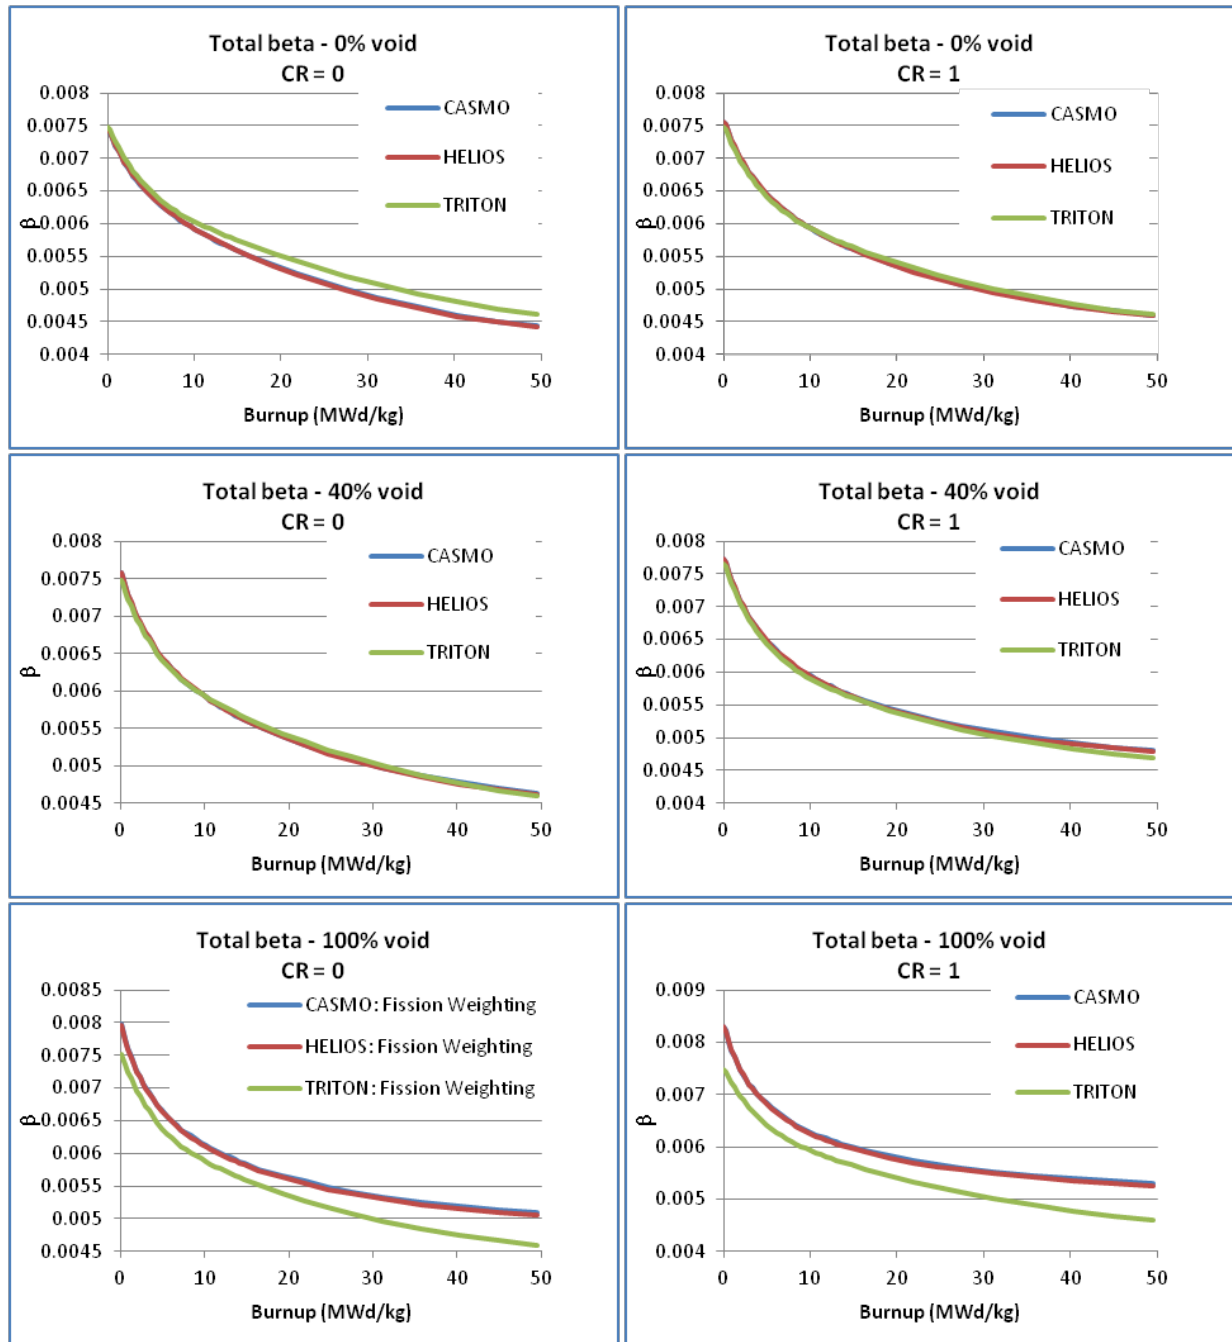 Total beta - 0% void
CR = 0
0.008
0.0075
0.007
0.0065
0.006
0.0055
0.005
0.0045
0.004
β
CASMO
HELIOS
TRITON
0 10 20 30 40 50
Burnup (MWd/kg)
Total beta - 0% void
CR = 1
0.008
0.0075
0.007
0.0065
0.006
0.0055
0.005
0.0045
0.004
β
CASMO
HELIOS
TRITON
0 10 20 30 40 50
Burnup (MWd/kg)
Total beta - 40% void
CR = 0
0.008
0.0075
0.007
0.0065
0.006
0.0055
0.005
0.0045
β
CASMO
HELIOS
TRITON
0 10 20 30 40 50
Burnup (MWd/kg)
Total beta - 40% void
CR = 1
0.008
0.0075
0.007
0.0065
0.006
0.0055
0.005
0.0045
0.004
β
CASMO
HELIOS
TRITON
0 10 20 30 40 50
Burnup (MWd/kg)
Total beta - 100% void
CR = 0
0.0085
0.008
0.0075
0.007
0.0065
0.006
0.0055
0.005
0.0045
β
CASMO: Fission Weighting
HELIOS: Fission Weighting
TRITON: Fission Weighting
0 10 20 30 40 50
Burnup (MWd/kg)
Total beta - 100% void
CR = 1
0.009
0.008
0.007
0.006
0.005
0.004
β
CASMO
HELIOS
TRITON
0 10 20 30 40 50
Burnup (MWd/kg)